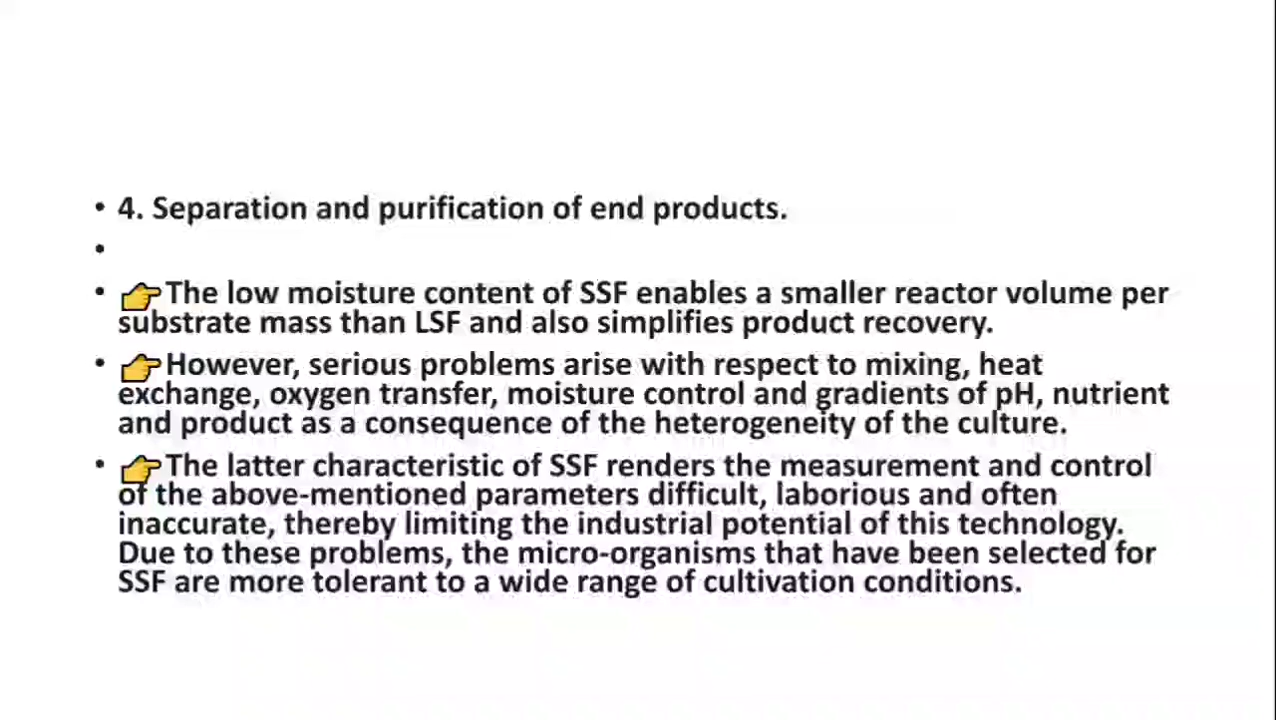 • 4. Separation and purification of end products.
•
• 👉The low moisture content of SSF enables a smaller reactor volume per
substrate mass than LSF and also simplifies product recovery.
• 👉However, serious problems arise with respect to mixing, heat
exchange, oxygen transfer, moisture control and gradients of pH, nutrient
and product as a consequence of the heterogeneity of the culture.
• 👉The latter characteristic of SSF renders the measurement and control
of the above-mentioned parameters difficult, laborious and often
inaccurate, thereby limiting the industrial potential of this technology.
Due to these problems, the micro-organisms that have been selected for
SSF are more tolerant to a wide range of cultivation conditions.